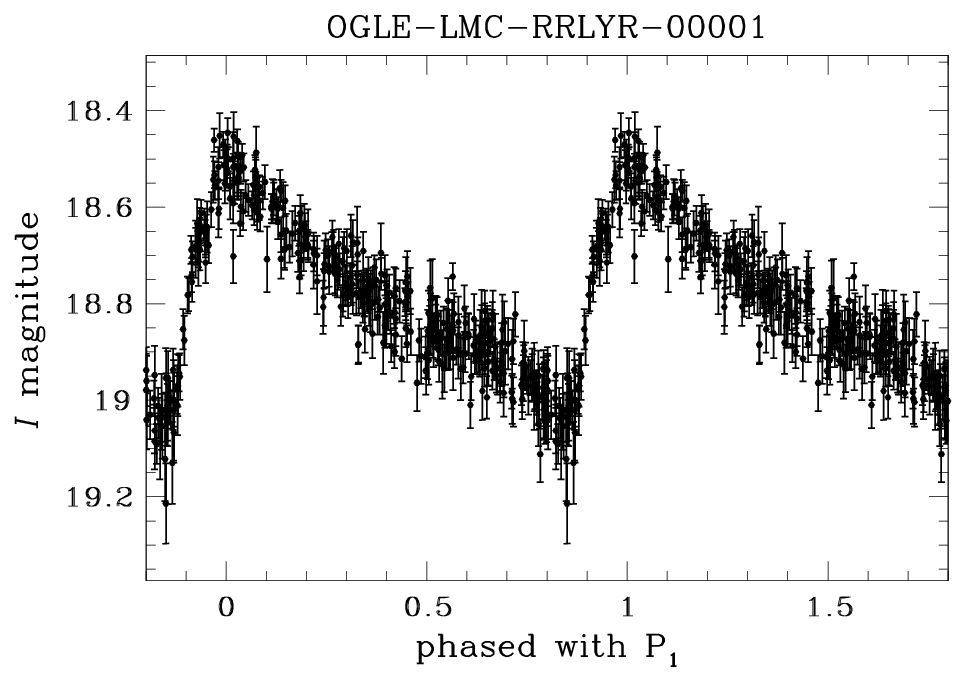 OGLE-LMC-RRLYR-00001
I magnitude
18.4
18.6
18.8
19
19.2
0 0.5 1 1.5
phased with P₁